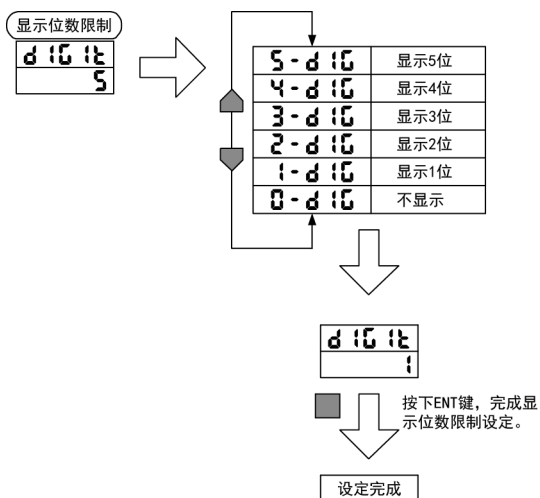 显示位数限制
dIGIt
5
5-dIG 显示5位
4-dIG 显示4位
3-dIG 显示3位
2-dIG 显示2位
1-dIG 显示1位
0-dIG 不显示
dIGIt
1
按下ENT键，完成显
示位数限制设定。
设定完成